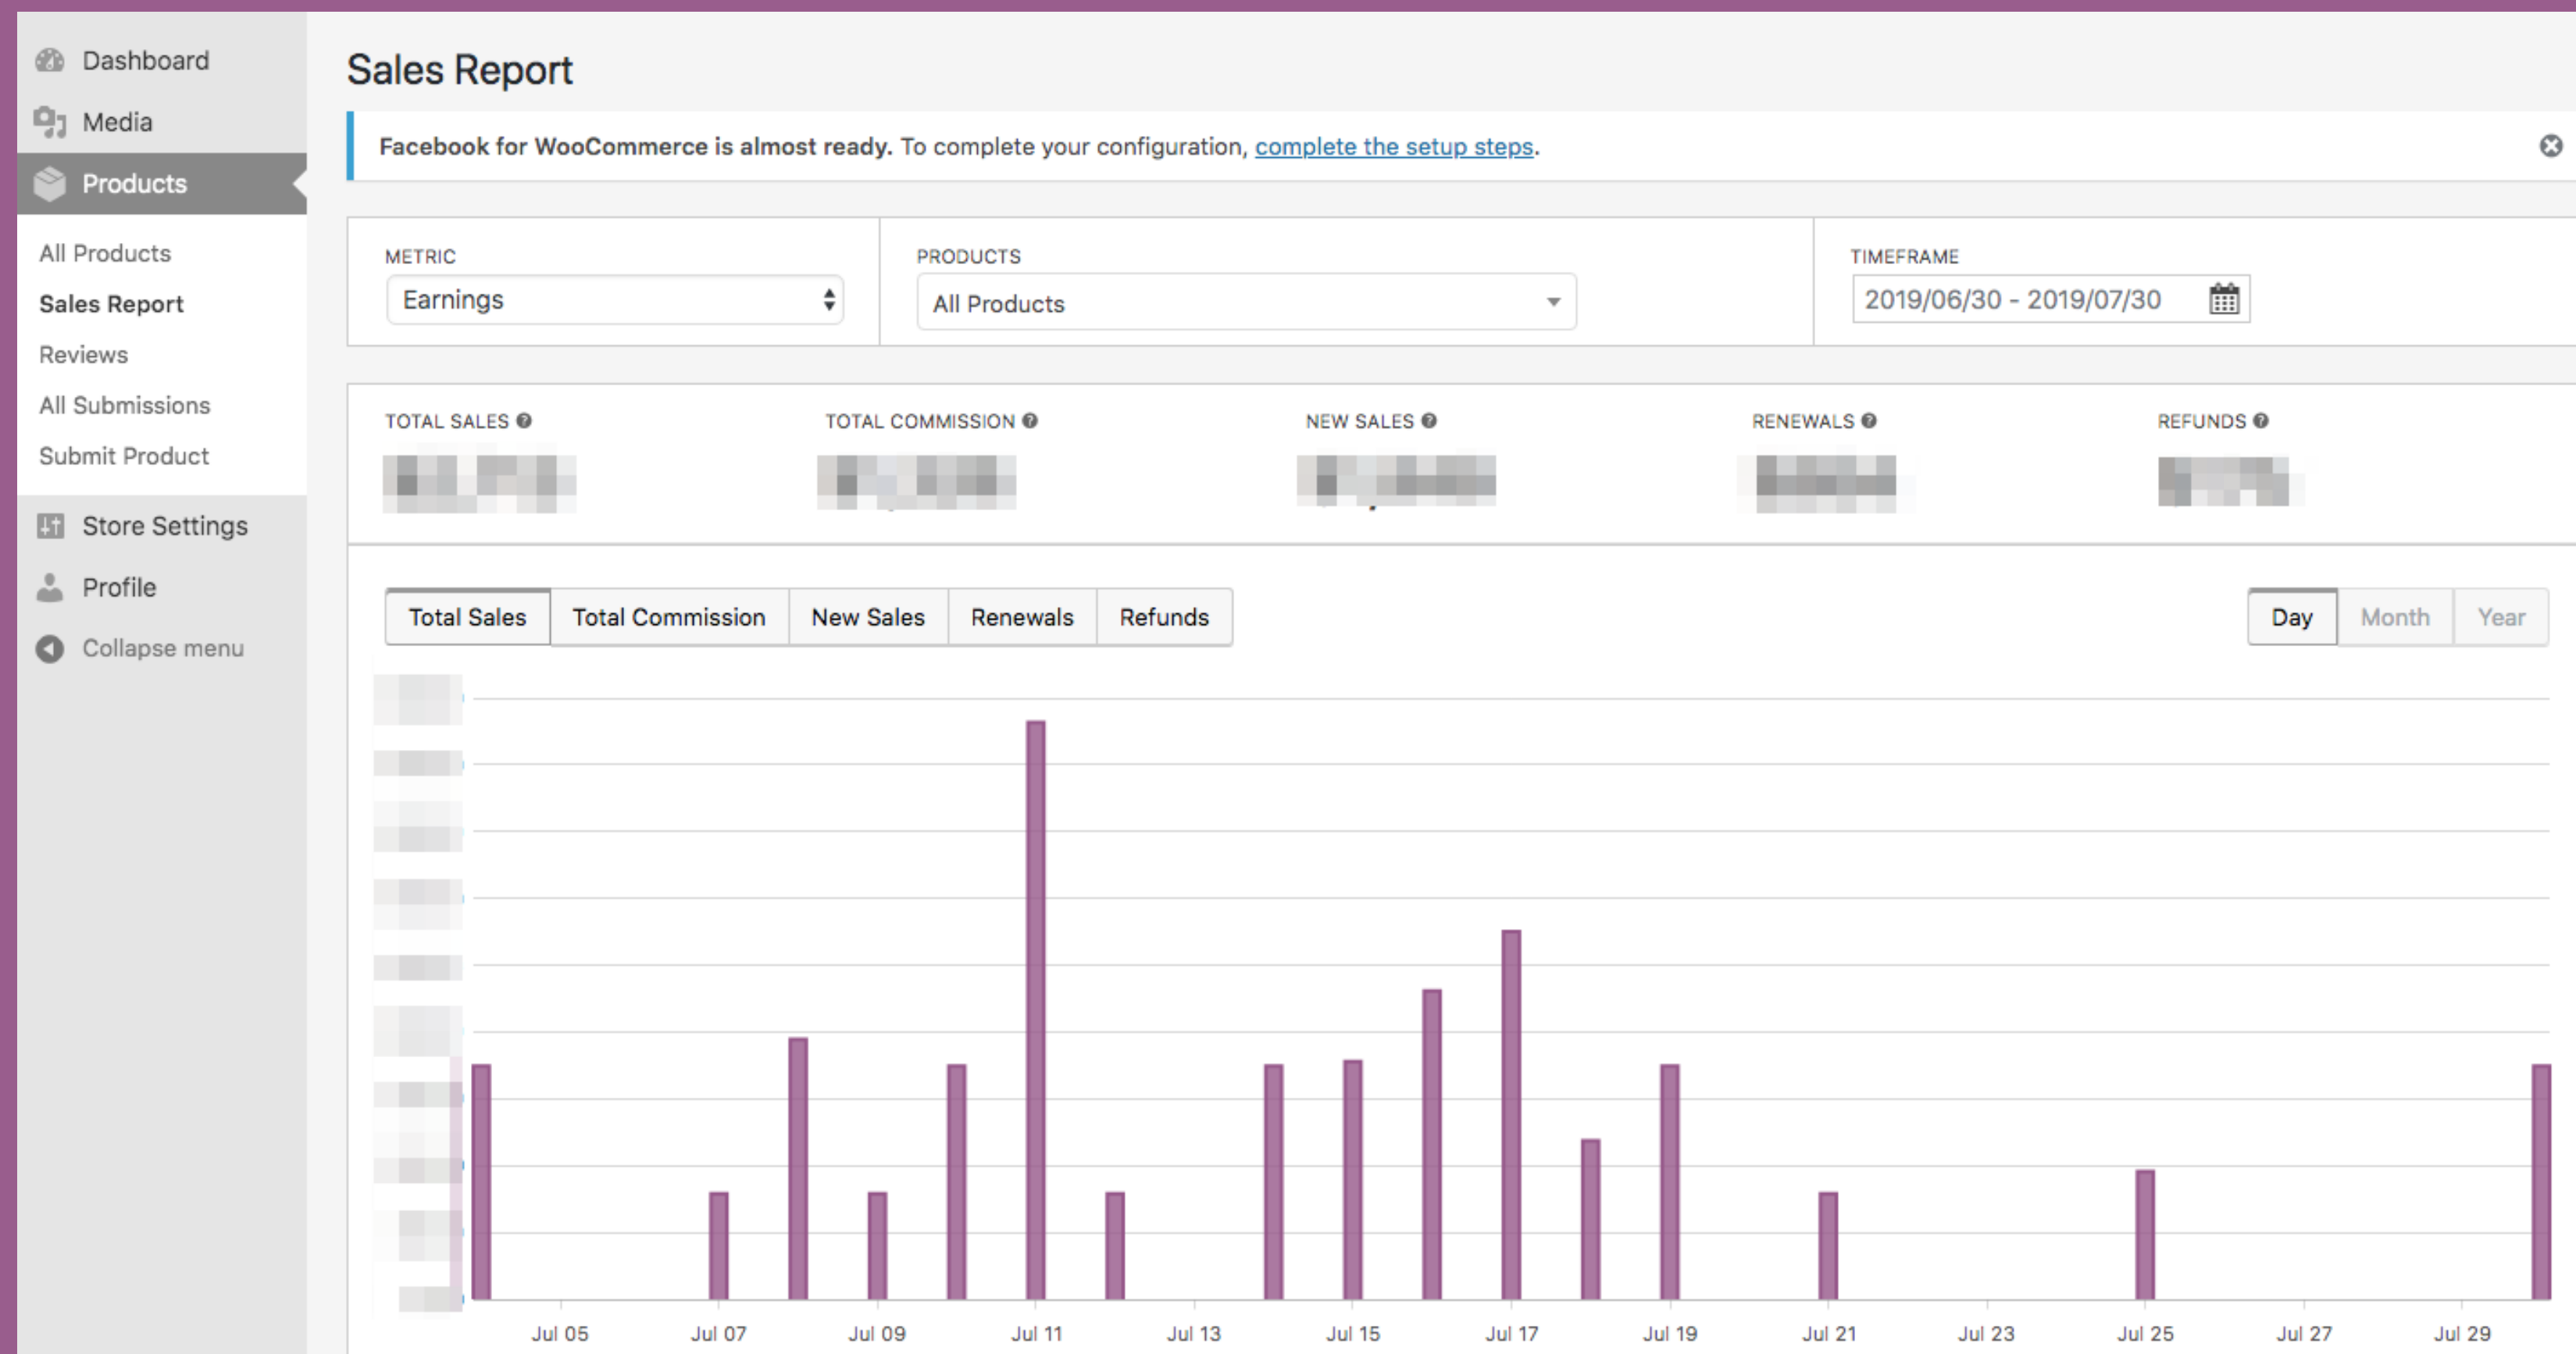 Dashboard
Media
Products
All Products
Sales Report
Reviews
All Submissions
Submit Product
Store Settings
Profile
Collapse menu
Sales Report
Facebook for WooCommerce is almost ready. To complete your configuration, complete the setup steps.
METRIC
Earnings
PRODUCTS
All Products
TIMEFRAME
2019/06/30 - 2019/07/30
TOTAL SALES
TOTAL COMMISSION
NEW SALES
RENEWALS
REFUNDS
Total Sales Total Commission New Sales Renewals Refunds
Day Month Year
Jul 05 Jul 07 Jul 09 Jul 11 Jul 13 Jul 15 Jul 17 Jul 19 Jul 21 Jul 23 Jul 25 Jul 27 Jul 29